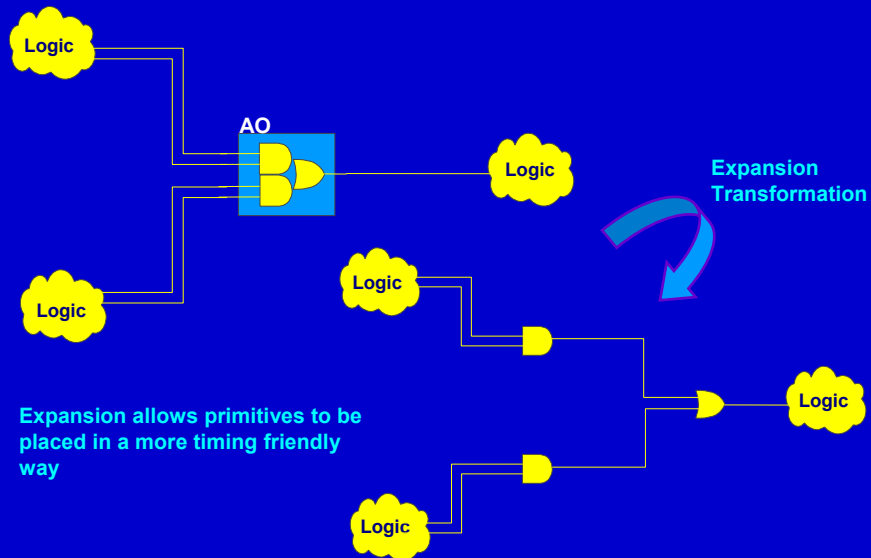 Logic
AO
Logic
Expansion
Transformation
Logic
Logic
Logic
Expansion allows primitives to be
placed in a more timing friendly
way
Logic